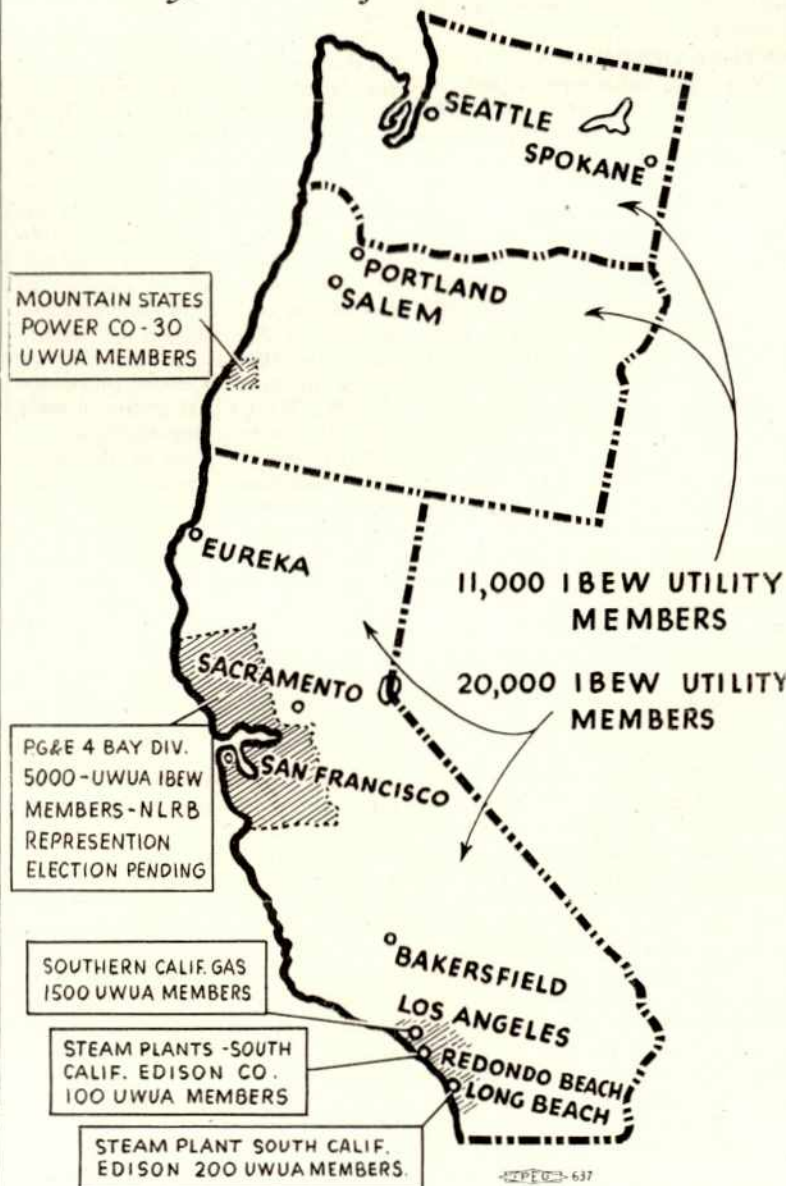 SEATTLE
SPOKANE
PORTLAND
SALEM
MOUNTAIN STATES
POWER CO-30
UWUA MEMBERS
EUREKA
11,000 IBEW UTILITY
MEMBERS
SACRAMENTO
20,000 IBEW UTILITY
MEMBERS
PG&E 4 BAY DIV.
5000-UWUA IBEW
MEMBERS-NLRB
REPRESENTION
ELECTION PENDING
SAN FRANCISCO
BAKERSFIELD
SOUTHERN CALIF. GAS
1500 UWUA MEMBERS
LOS ANGELES
STEAM PLANTS -SOUTH
CALIF. EDISON CO.
100 UWUA MEMBERS
REDONDO BEACH
LONG BEACH
STEAM PLANT SOUTH CALIF.
EDISON 200 UWUA MEMBERS.
637